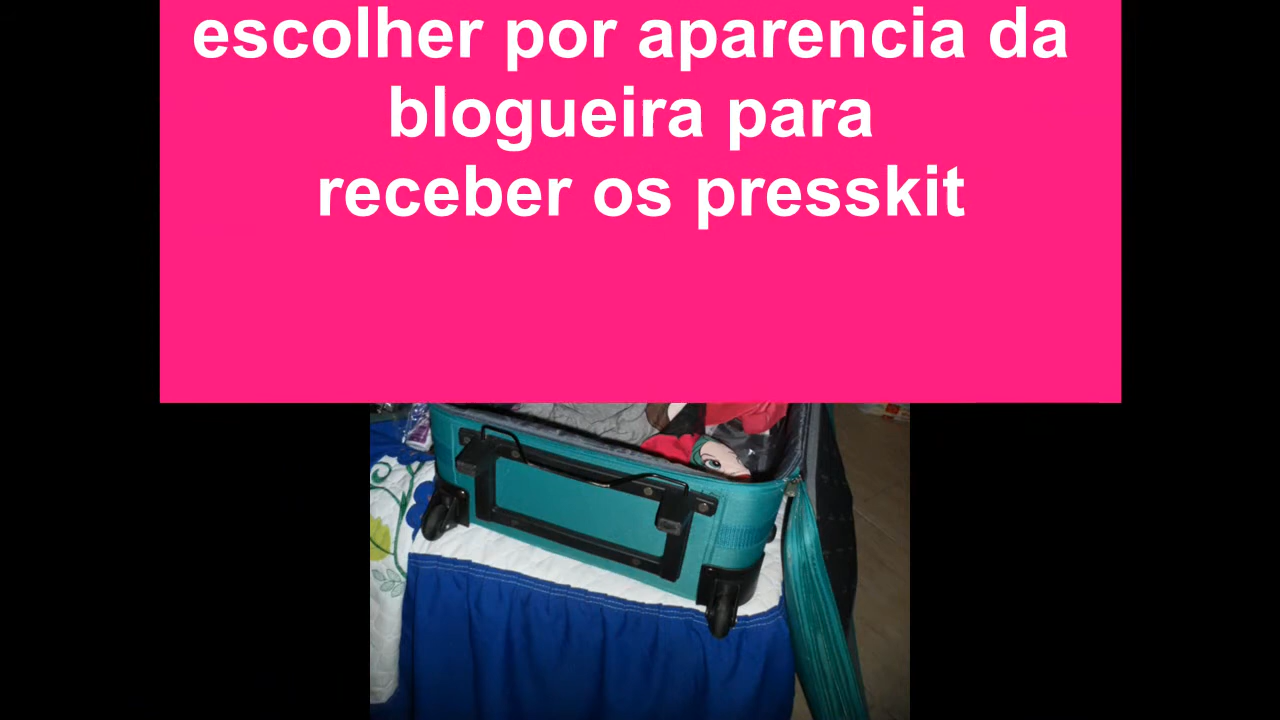 escolher por aparencia da
blogueira para
receber os presskit